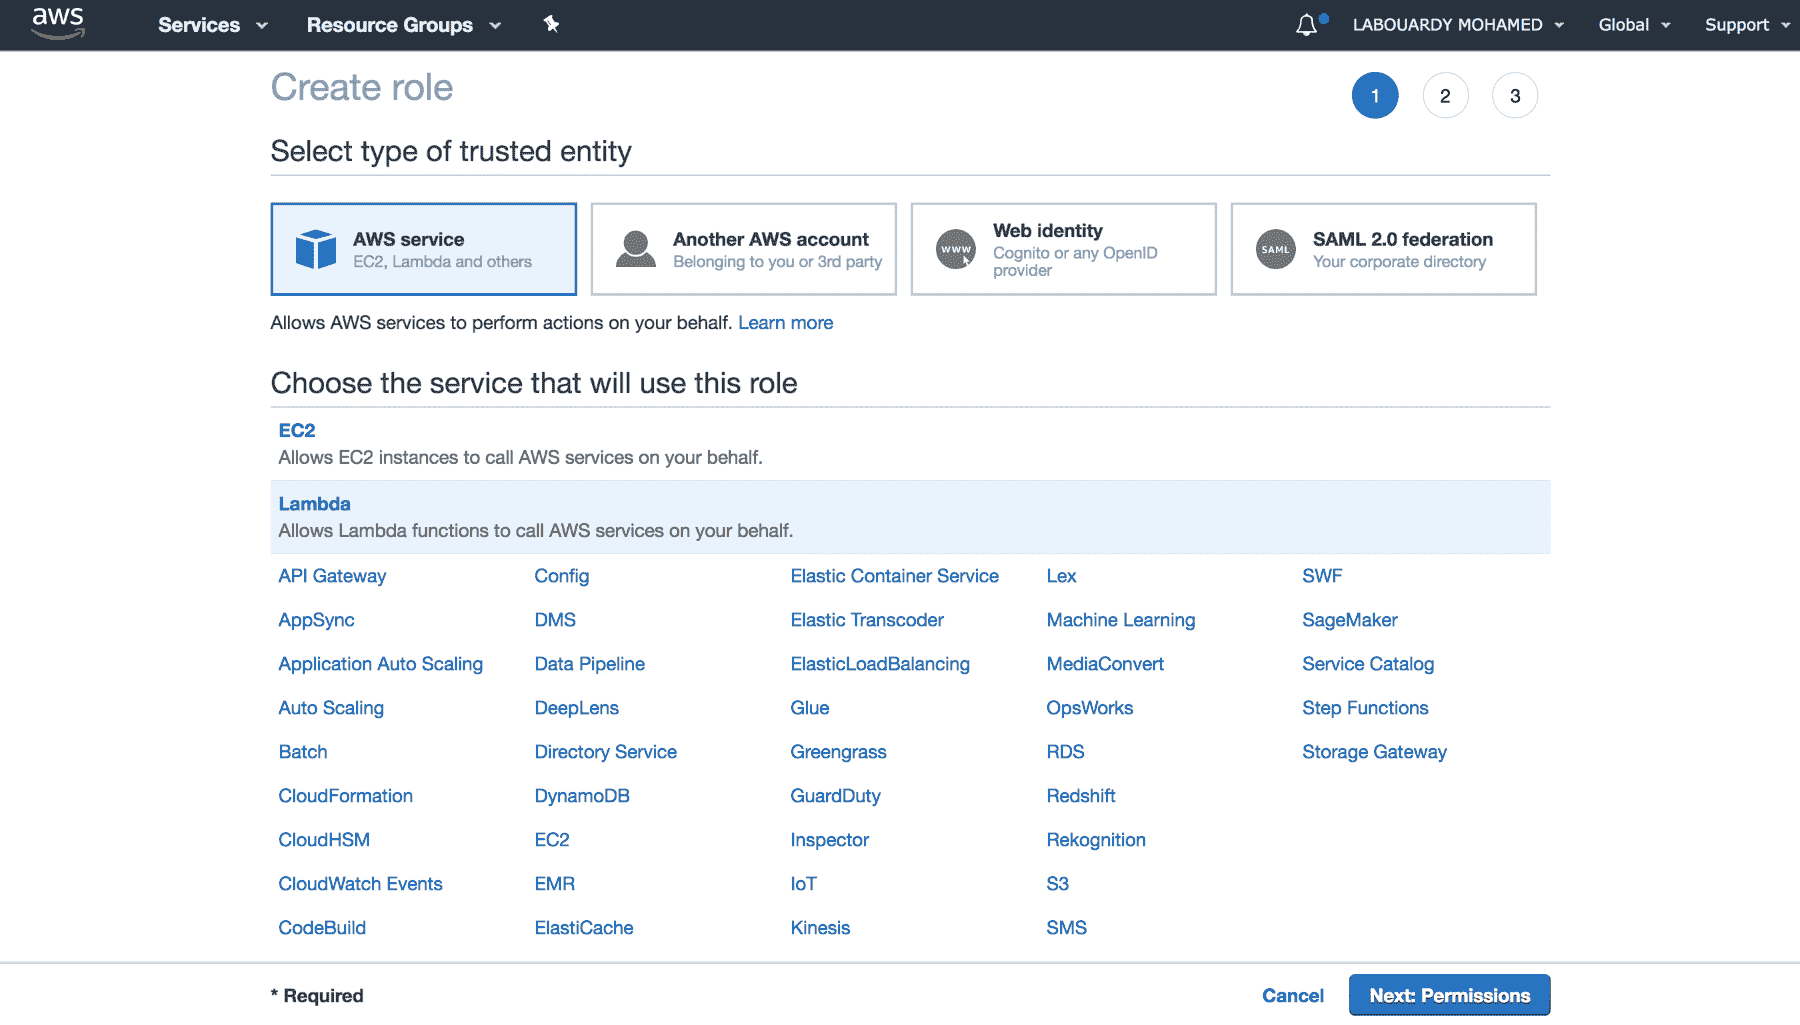 aws Services Resource Groups LABOUARDY MOHAMED Global Support
Create role 1 2 3
Select type of trusted entity
AWS service
EC2, Lambda and others
Another AWS account
Belonging to you or 3rd party
www
Web identity
Cognito or any OpenID
provider
SAML
SAML 2.0 federation
Your corporate directory
Allows AWS services to perform actions on your behalf. Learn more
Choose the service that will use this role
EC2
Allows EC2 instances to call AWS services on your behalf.
Lambda
Allows Lambda functions to call AWS services on your behalf.
API Gateway Config Elastic Container Service Lex SWF
AppSync DMS Elastic Transcoder Machine Learning SageMaker
Application Auto Scaling Data Pipeline ElasticLoadBalancing MediaConvert Service Catalog
Auto Scaling DeepLens Glue OpsWorks Step Functions
Batch Directory Service Greengrass RDS Storage Gateway
CloudFormation DynamoDB GuardDuty Redshift
CloudHSM EC2 Inspector Rekognition
CloudWatch Events EMR IoT S3
CodeBuild ElastiCache Kinesis SMS
* Required Cancel Next: Permissions